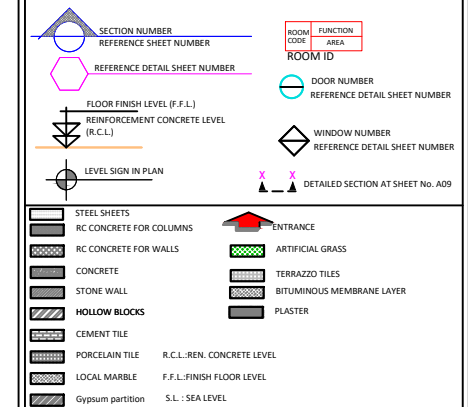 SECTION NUMBER
REFERENCE SHEET NUMBER
REFERENCE DETAIL SHEET NUMBER
FLOOR FINISH LEVEL (F.F.L.)
REINFORCEMENT CONCRETE LEVEL
(R.C.L.)
LEVEL SIGN IN PLAN
ROOM CODE
FUNCTION
AREA
ROOM ID
DOOR NUMBER
REFERENCE DETAIL SHEET NUMBER
WINDOW NUMBER
REFERENCE DETAIL SHEET NUMBER
X X
DETAILED SECTION AT SHEET No. A09
STEEL SHEETS
RC CONCRETE FOR COLUMNS
RC CONCRETE FOR WALLS
CONCRETE
STONE WALL
HOLLOW BLOCKS
CEMENT TILE
PORCELAIN TILE
LOCAL MARBLE
Gypsum partition
ENTRANCE
ARTIFICIAL GRASS
TERRAZZO TILES
BITUMINOUS MEMBRANE LAYER
PLASTER
R.C.L.:REN. CONCRETE LEVEL
F.F.L.:FINISH FLOOR LEVEL
S.L. : SEA LEVEL